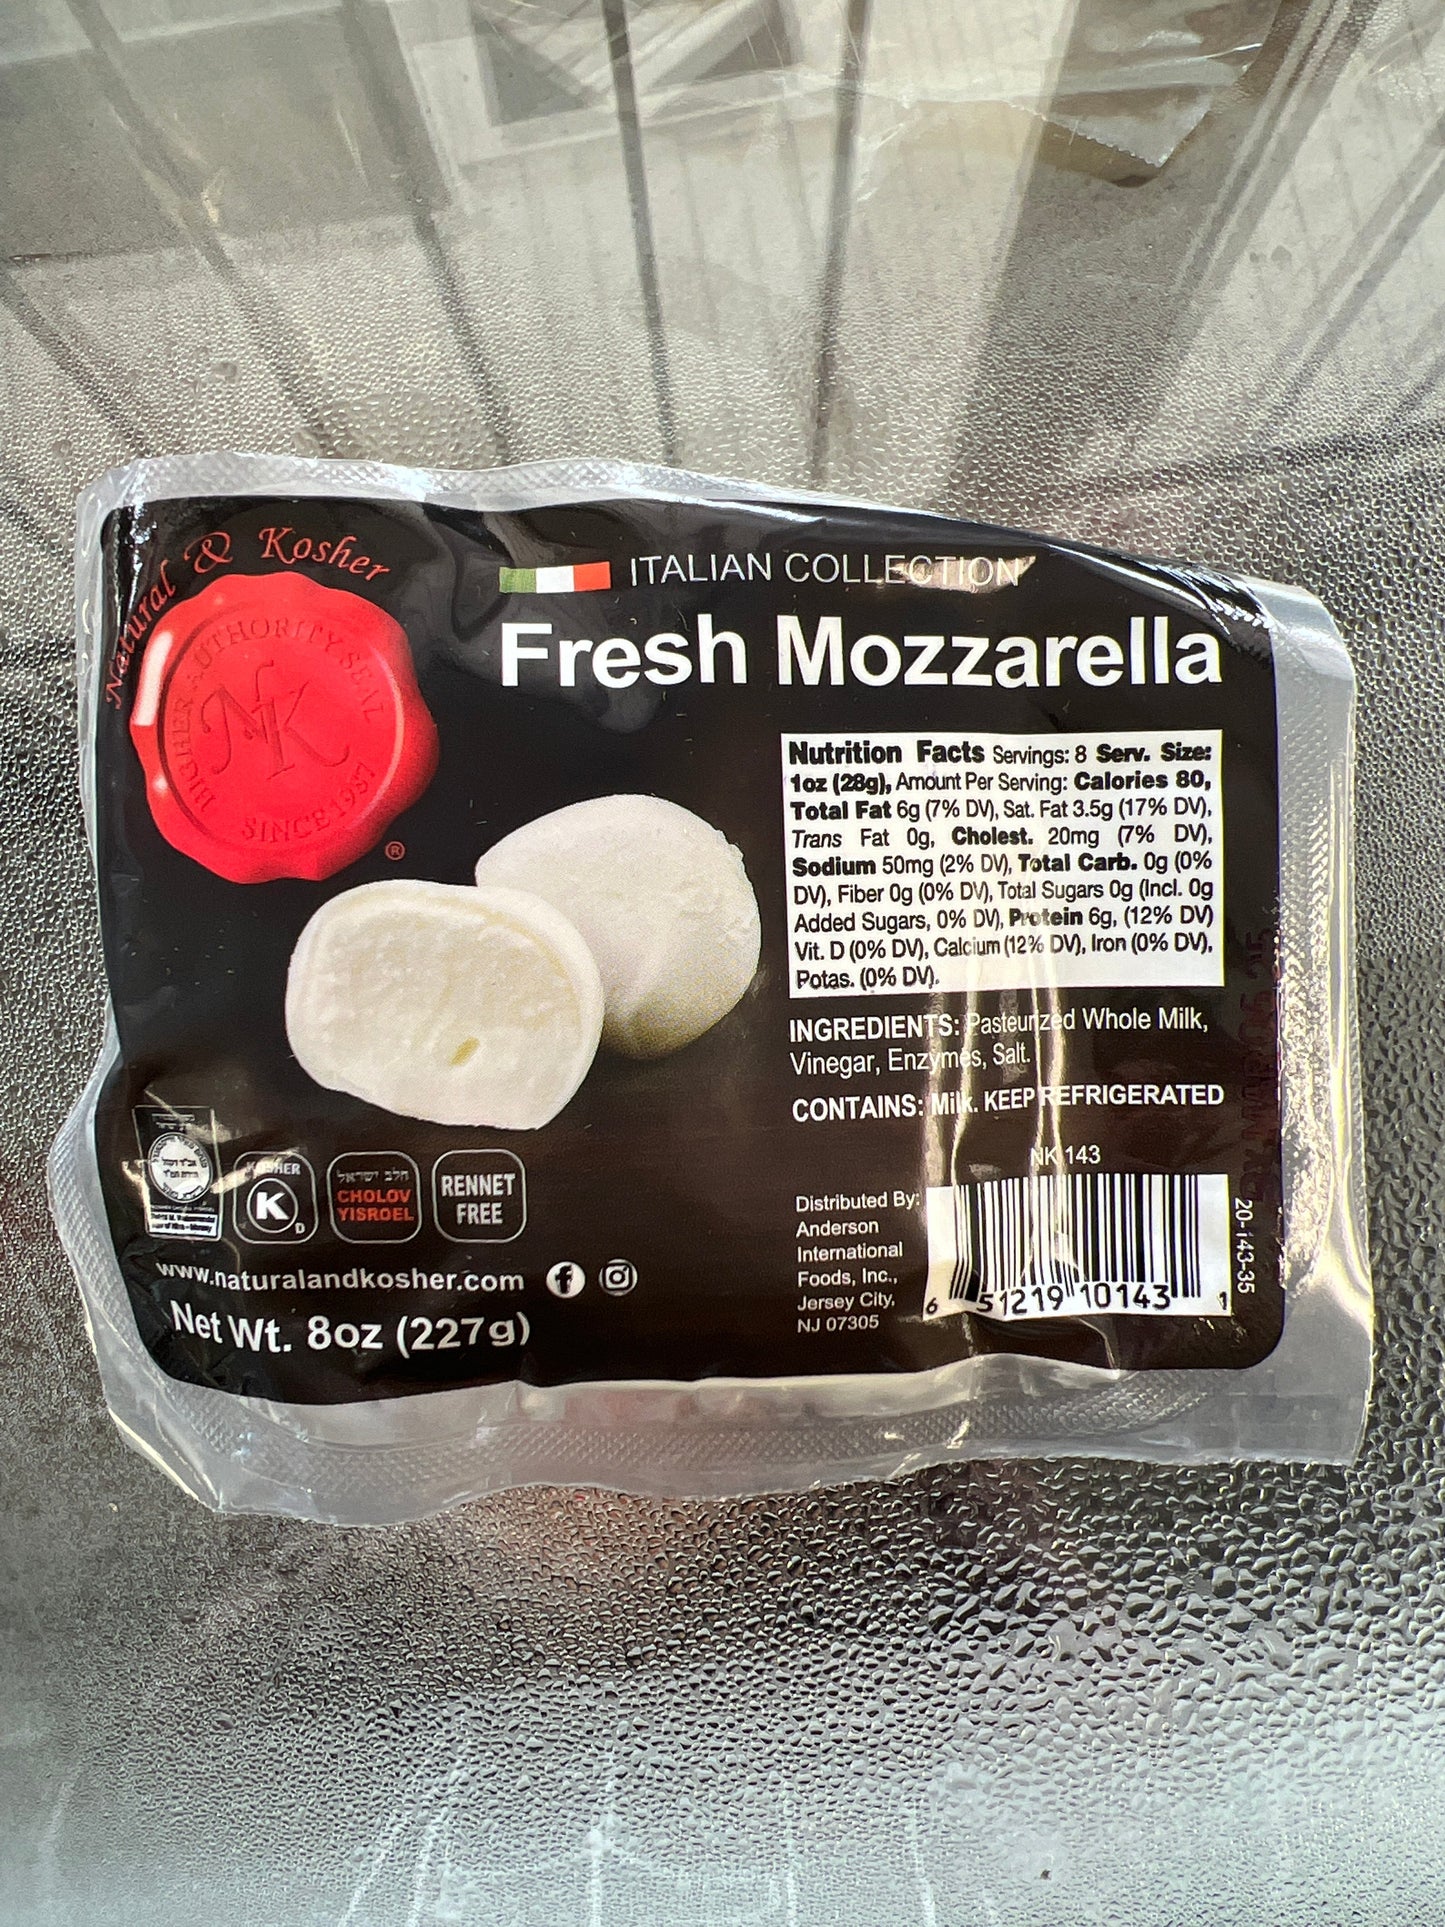 Natural & Kosher
HIGHER AUTHORITY SEAL
NK
SINCE 1987
®
ITALIAN COLLECTION
Fresh Mozzarella
Nutrition Facts Servings: 8 Serv. Size:
1oz (28g), Amount Per Serving: Calories 80,
Total Fat 6g (7% DV), Sat. Fat 3.5g (17% DV),
Trans Fat 0g, Cholest. 20mg (7% DV),
Sodium 50mg (2% DV), Total Carb. 0g (0%
DV), Fiber 0g (0% DV), Total Sugars 0g (Incl. 0g
Added Sugars, 0% DV), Protein 6g, (12% DV)
Vit. D (0% DV), Calcium (12% DV), Iron (0% DV),
Potas. (0% DV).
INGREDIENTS: Pasteurized Whole Milk,
Vinegar, Enzymes, Salt.
CONTAINS: Milk. KEEP REFRIGERATED
NK 143
Distributed By:
Anderson
International
Foods, Inc.,
Jersey City,
NJ 07305
6 51219 10143 1
20-143-35
KOSHER
K
D
חלב ישראל
CHOLOV
YISROEL
RENNET
FREE
www.naturalandkosher.com
Net Wt. 8oz (227g)